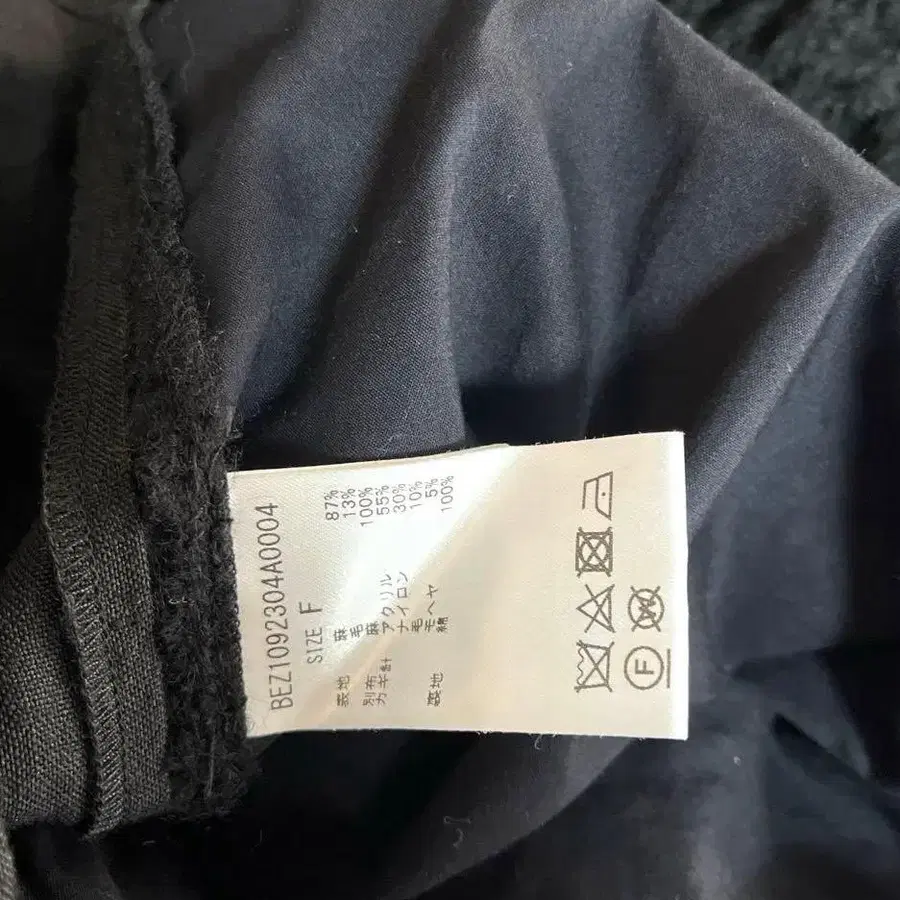 BEZ1092304A0004
SIZE F
表地 麻 87%
毛 13%
別布 麻 100%
カギ針 アクリル 55%
ナイロン 30%
毛 10%
モヘヤ 5%
裏地 綿 100%
F W